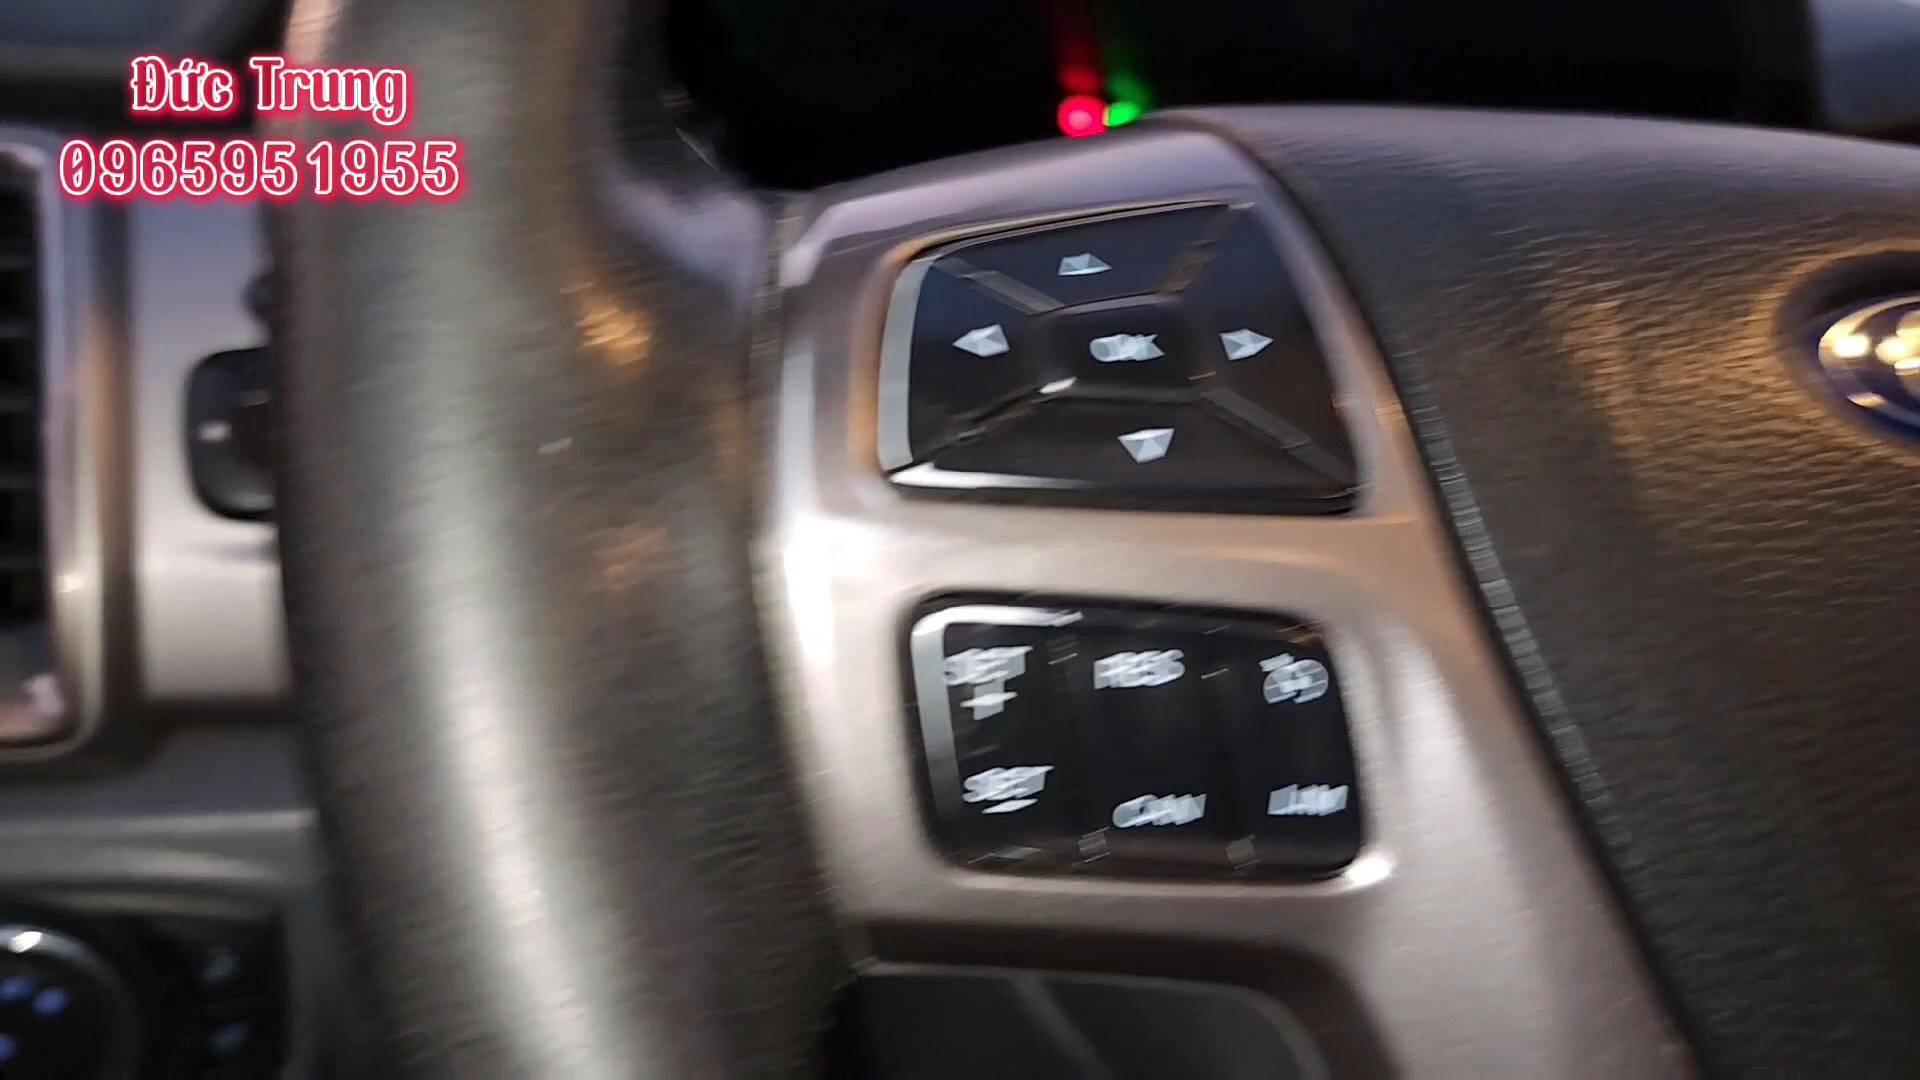 Đức Trung
0965951955
OK
SET + RES
SET - CAN LIM